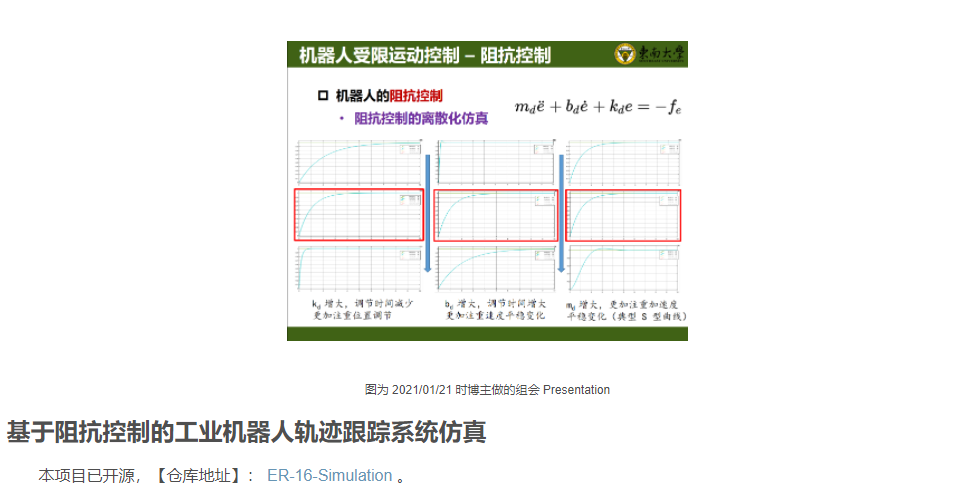 机器人受限运动控制 – 阻抗控制
東南大學
机器人的阻抗控制
• 阻抗控制的离散化仿真
m_d ë + b_d ė + k_d e = −f_e
k_d 增大，调节时间减少
更加注重位置调节
b_d 增大，调节时间增大
更加注重速度平稳变化
m_d 增大，更加注重加速度
平稳变化（典型 S 型曲线）
图为 2021/01/21 时博主做的组会 Presentation
基于阻抗控制的工业机器人轨迹跟踪系统仿真
本项目已开源，【仓库地址】： ER-16-Simulation 。